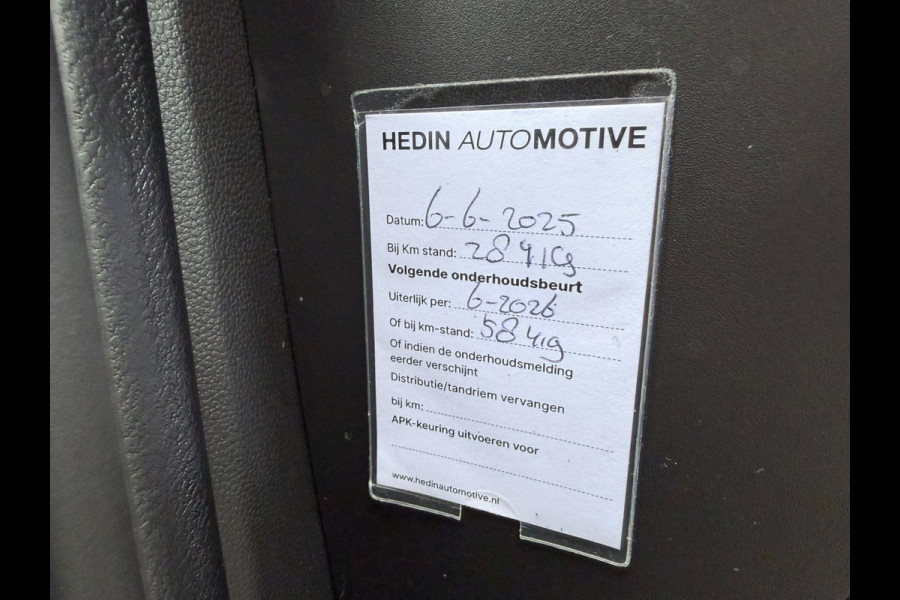 HEDIN AUTOMOTIVE
Datum: 6-6-2025
Bij Km stand: 28419
Volgende onderhoudsbeurt
Uiterlijk per: 6-2026
Of bij km-stand: 58419
Of indien de onderhoudsmelding
eerder verschijnt
Distributie/tandriem vervangen
bij km:
APK-keuring uitvoeren voor
www.hedinautomotive.nl